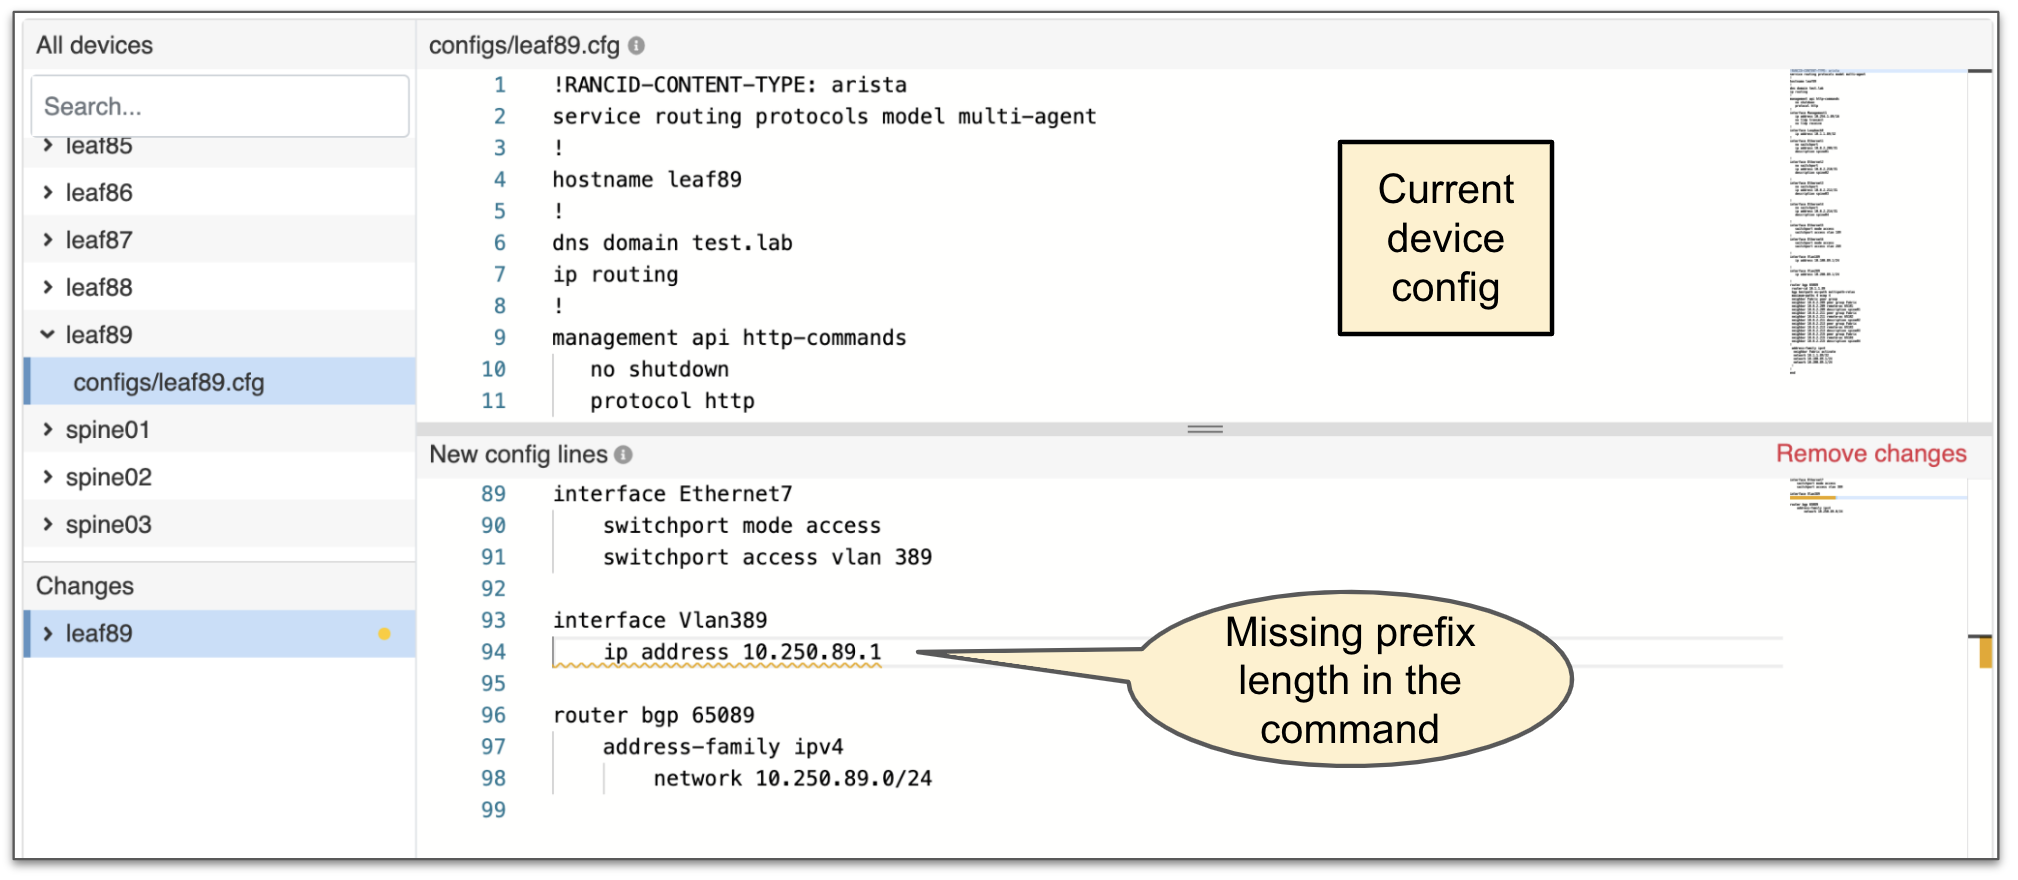 All devices
Search...
leaf85
leaf86
leaf87
leaf88
leaf89
configs/leaf89.cfg
spine01
spine02
spine03
Changes
leaf89
configs/leaf89.cfg
1 !RANCID-CONTENT-TYPE: arista
2 service routing protocols model multi-agent
3 !
4 hostname leaf89
5 !
6 dns domain test.lab
7 ip routing
8 !
9 management api http-commands
10 no shutdown
11 protocol http
Current
device
config
New config lines
Remove changes
89 interface Ethernet7
90 switchport mode access
91 switchport access vlan 389
92
93 interface Vlan389
94 ip address 10.250.89.1
95
96 router bgp 65089
97 address-family ipv4
98 network 10.250.89.0/24
99
Missing prefix
length in the
command